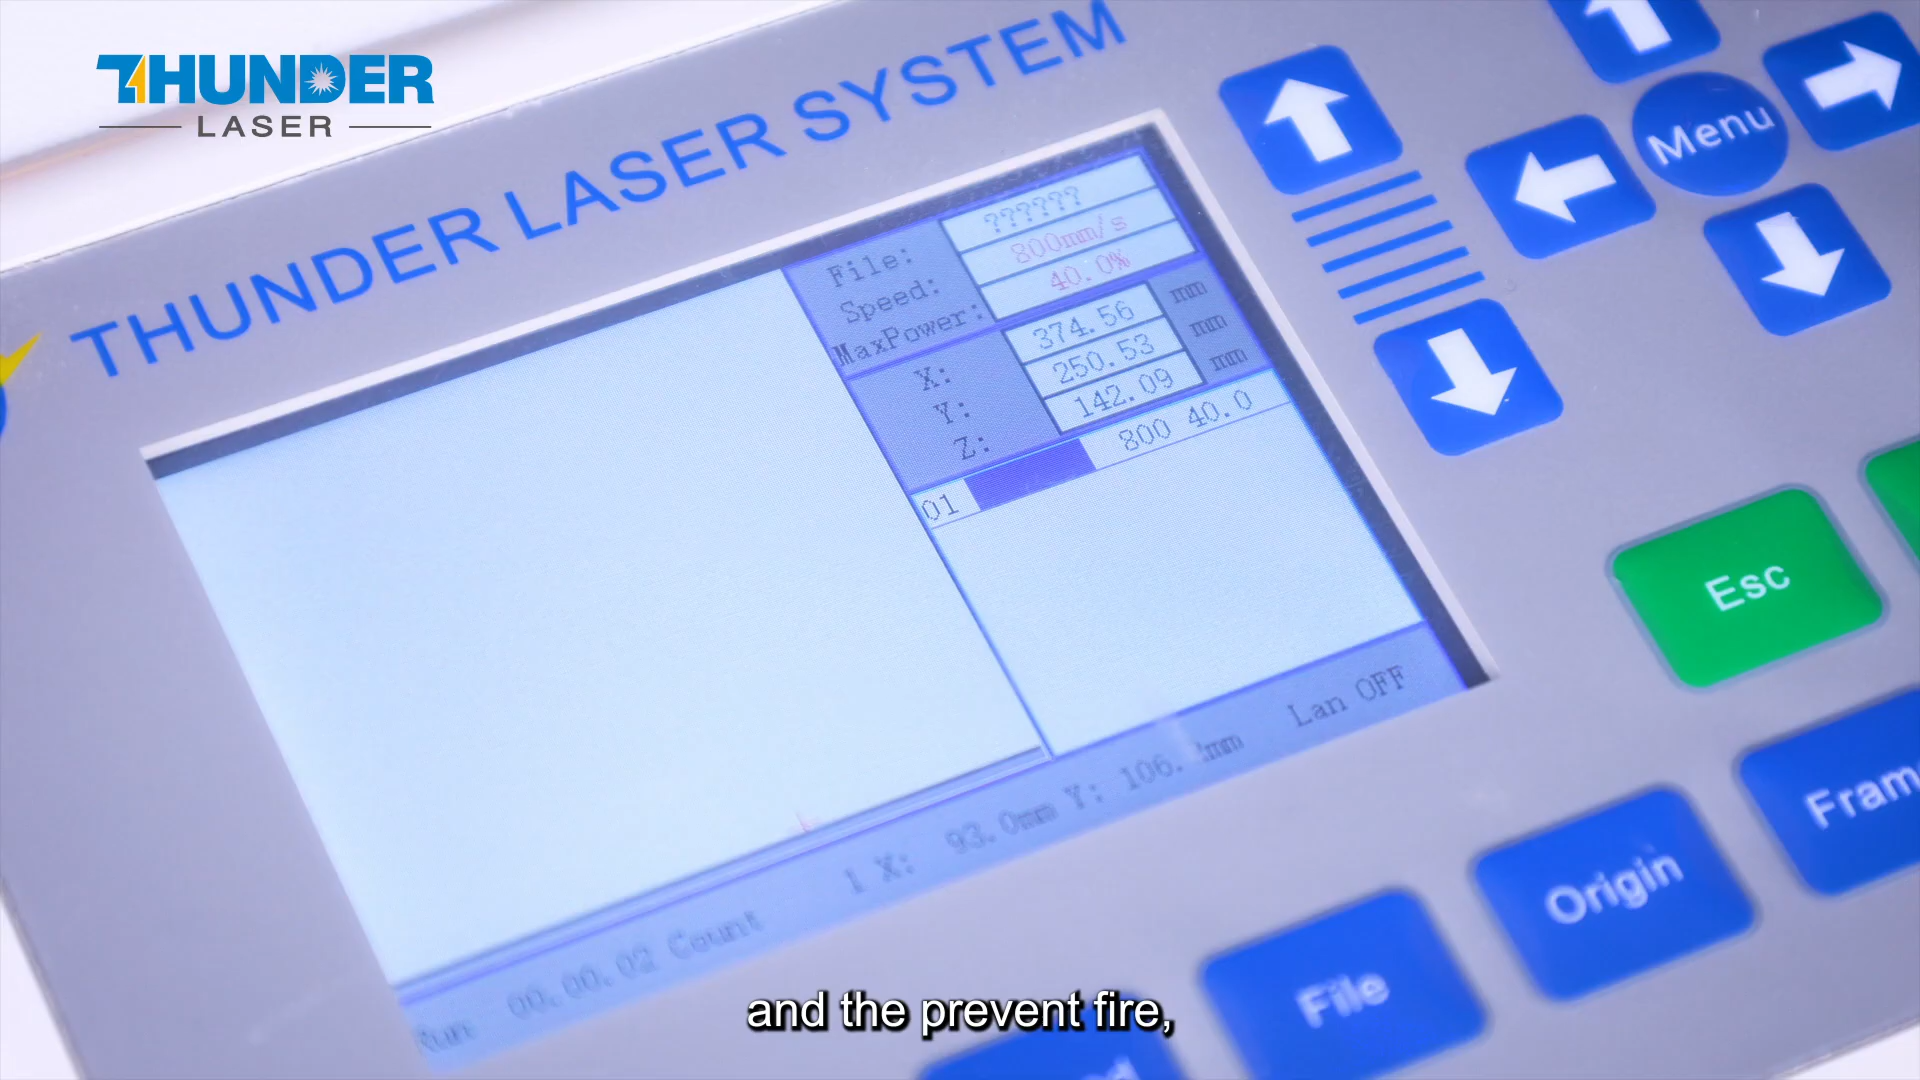 THUNDER
LASER
THUNDER LASER SYSTEM
Menu
File: ??????
Speed: 800mm/s
MaxPower: 40.0%
X: 374.56 mm
Y: 250.53 mm
Z: 142.09 mm
01 800 40.0
Run 00.00.02 Count 1 X: 93.0mm Y: 106. mm Lan OFF
Esc
Origin
File
and the prevent fire,